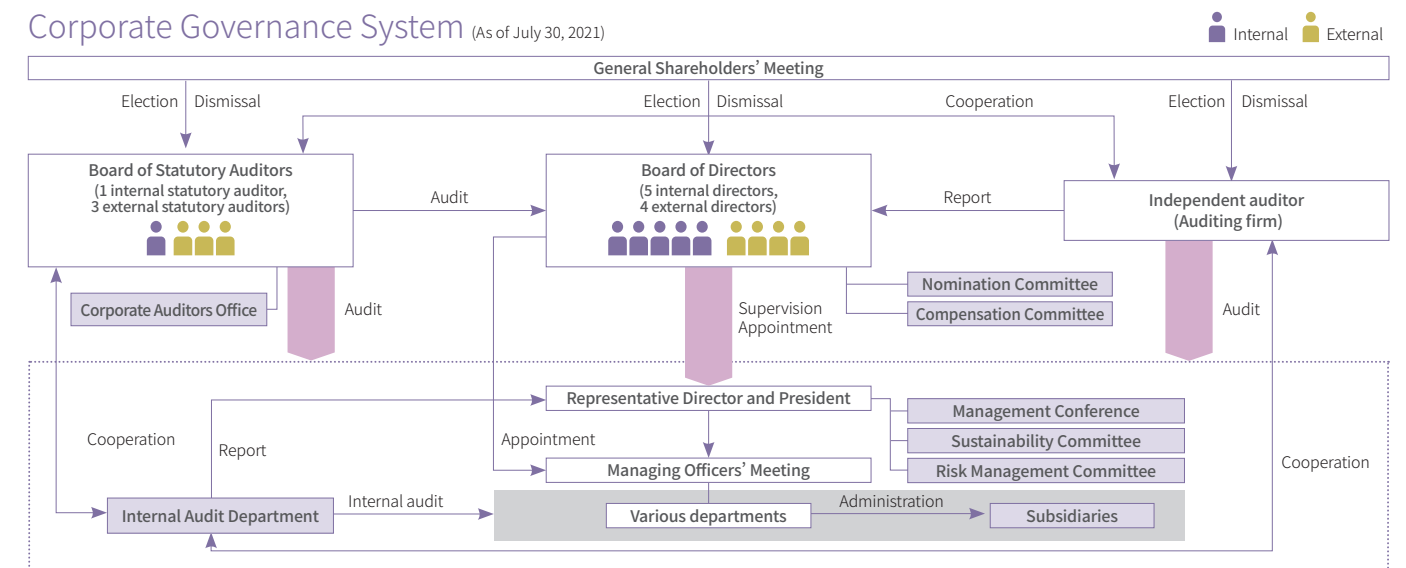 Corporate Governance System (As of July 30, 2021)
Internal External
General Shareholders’ Meeting
Election Dismissal
Election Dismissal
Cooperation
Election Dismissal
Board of Statutory Auditors
(1 internal statutory auditor,
3 external statutory auditors)
Audit
Board of Directors
(5 internal directors,
4 external directors)
Report
Independent auditor
(Auditing firm)
Corporate Auditors Office
Audit
Supervision
Appointment
Nomination Committee
Compensation Committee
Audit
Representative Director and President
Management Conference
Sustainability Committee
Risk Management Committee
Cooperation
Report
Appointment
Managing Officers’ Meeting
Cooperation
Internal Audit Department
Internal audit
Various departments
Administration
Subsidiaries